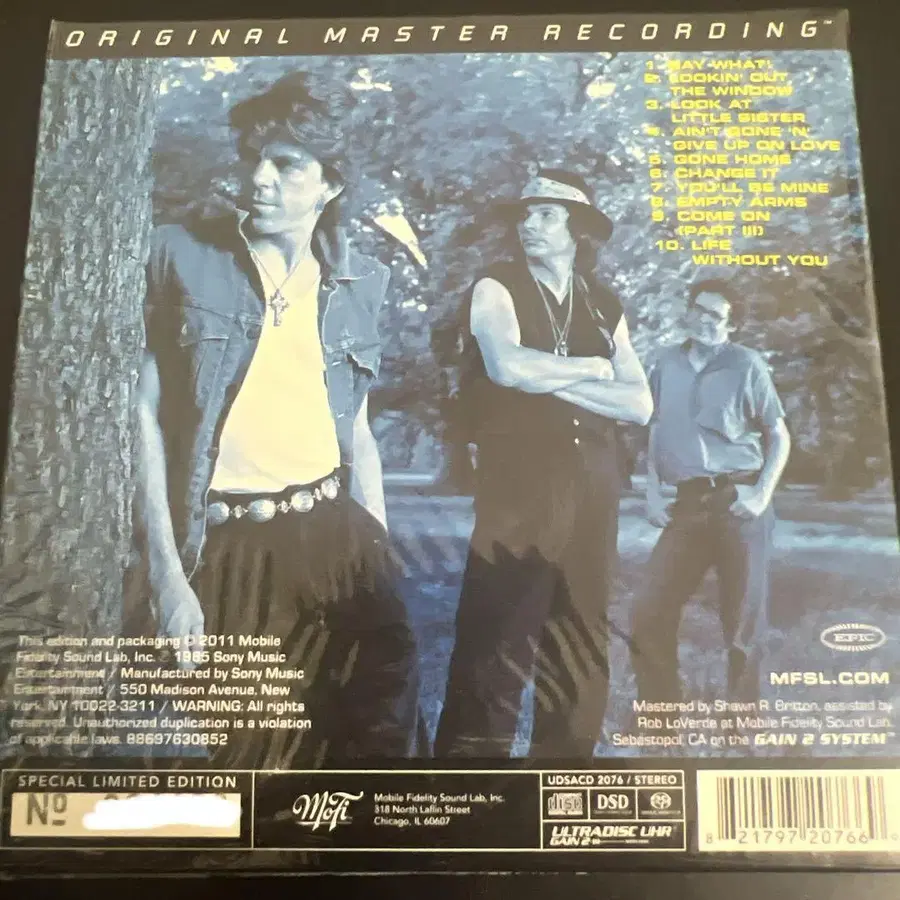 ORIGINAL MASTER RECORDING™
1. SAY WHAT!
2. LOOKIN' OUT
THE WINDOW
3. LOOK AT
LITTLE SISTER
4. AIN'T GONE 'N'
GIVE UP ON LOVE
5. GONE HOME
6. CHANGE IT
7. YOU'LL BE MINE
8. EMPTY ARMS
9. COME ON
(PART III)
10. LIFE
WITHOUT YOU
This edition and packaging © 2011 Mobile
Fidelity Sound Lab, Inc. ℗ 1985 Sony Music
Entertainment / Manufactured by Sony Music
Entertainment / 550 Madison Avenue, New
York, NY 10022-3211 / WARNING: All rights
reserved. Unauthorized duplication is a violation
of applicable laws. 88697630852
EPIC
MFSL.COM
Mastered by Shawn R. Britton, assisted by
Rob LoVerde at Mobile Fidelity Sound Lab,
Sebastopol, CA on the GAIN 2 SYSTEM™
SPECIAL LIMITED EDITION
Nº
MoFi
Mobile Fidelity Sound Lab, Inc.
318 North Laflin Street
Chicago, IL 60607
UDSACD 2076 / STEREO
disc
DSD
ULTRADISC UHR™
GAIN 2
8 21797 20766 0